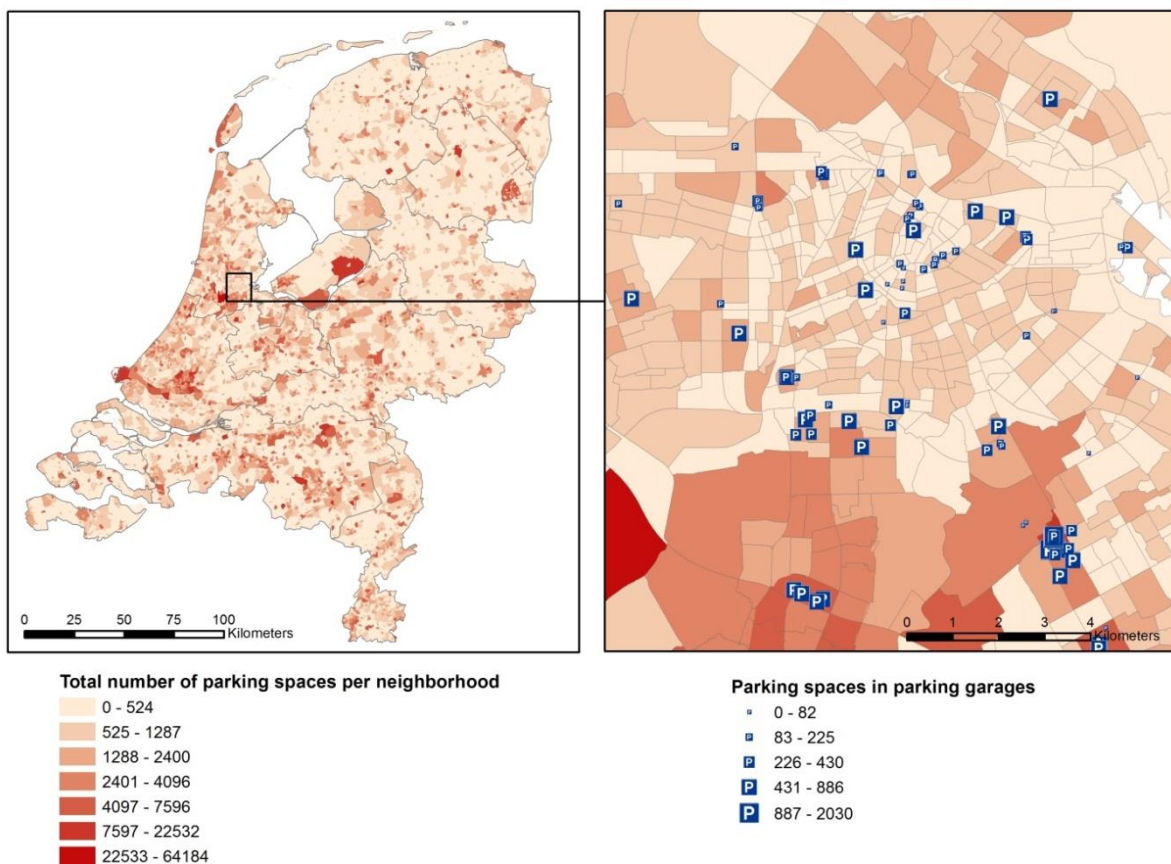 0 25 50 75 100
Kilometers
0 1 2 3 4
Kilometers
Total number of parking spaces per neighborhood
0 - 524
525 - 1287
1288 - 2400
2401 - 4096
4097 - 7596
7597 - 22532
22533 - 64184
Parking spaces in parking garages
P 0 - 82
P 83 - 225
P 226 - 430
P 431 - 886
P 887 - 2030